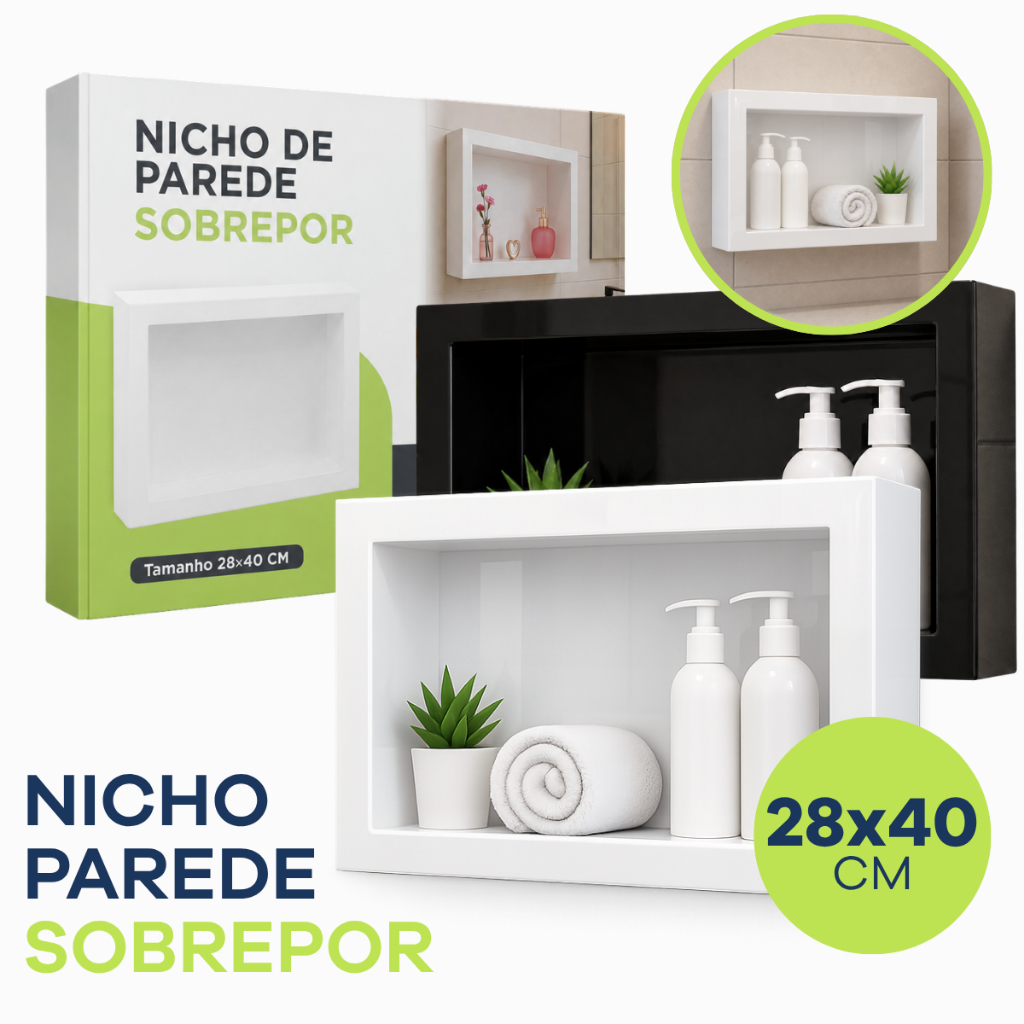 NICHO DE
PAREDE
SOBREPOR
Tamanho 28x40 CM
NICHO
PAREDE
SOBREPOR
28x40
CM